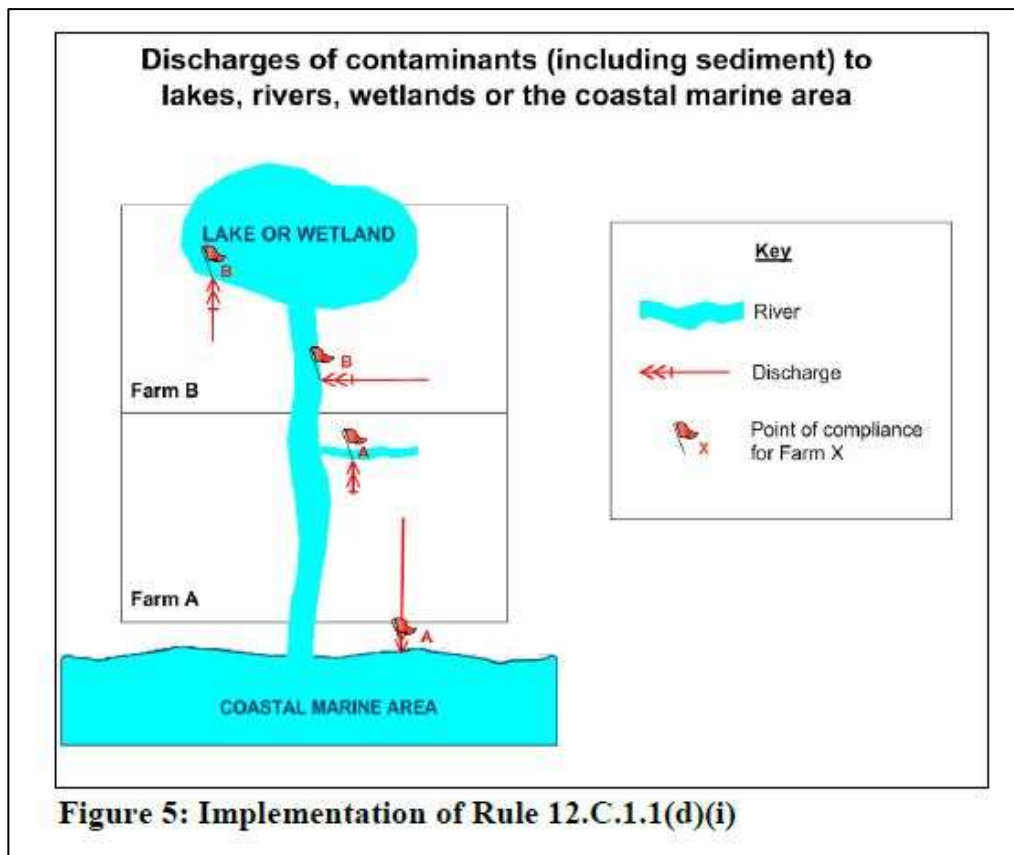 Discharges of contaminants (including sediment) to
lakes, rivers, wetlands or the coastal marine area
LAKE OR WETLAND
B
B
Farm B
A
Farm A
A
COASTAL MARINE AREA
Key
River
Discharge
Point of compliance
for Farm X
X
Figure 5: Implementation of Rule 12.C.1.1(d)(i)